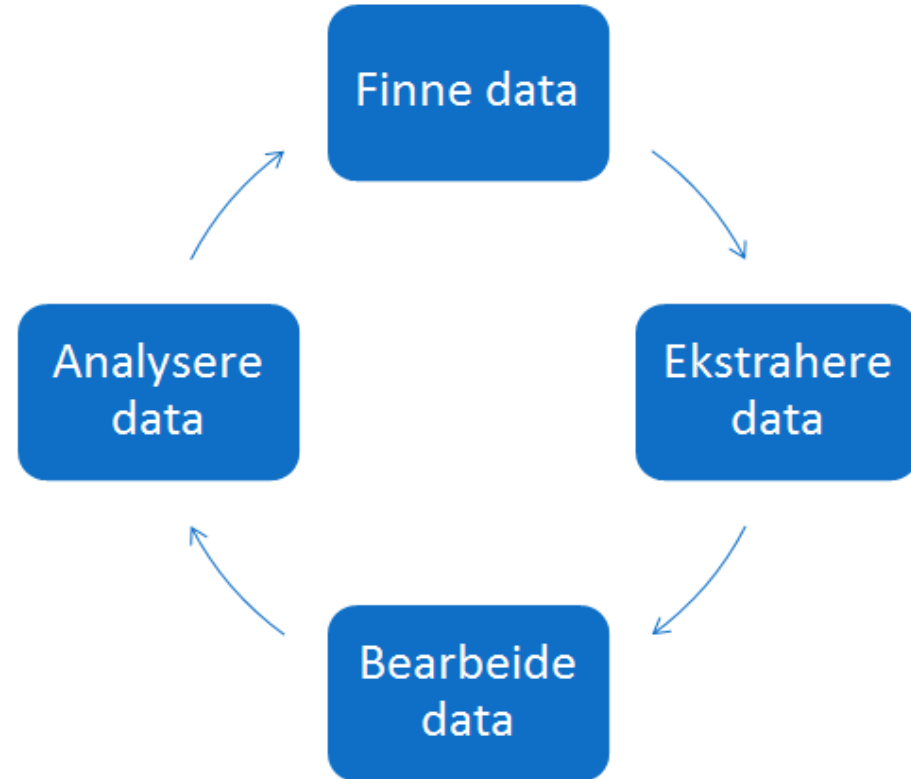 Finne data
Ekstrahere
data
Bearbeide
data
Analysere
data